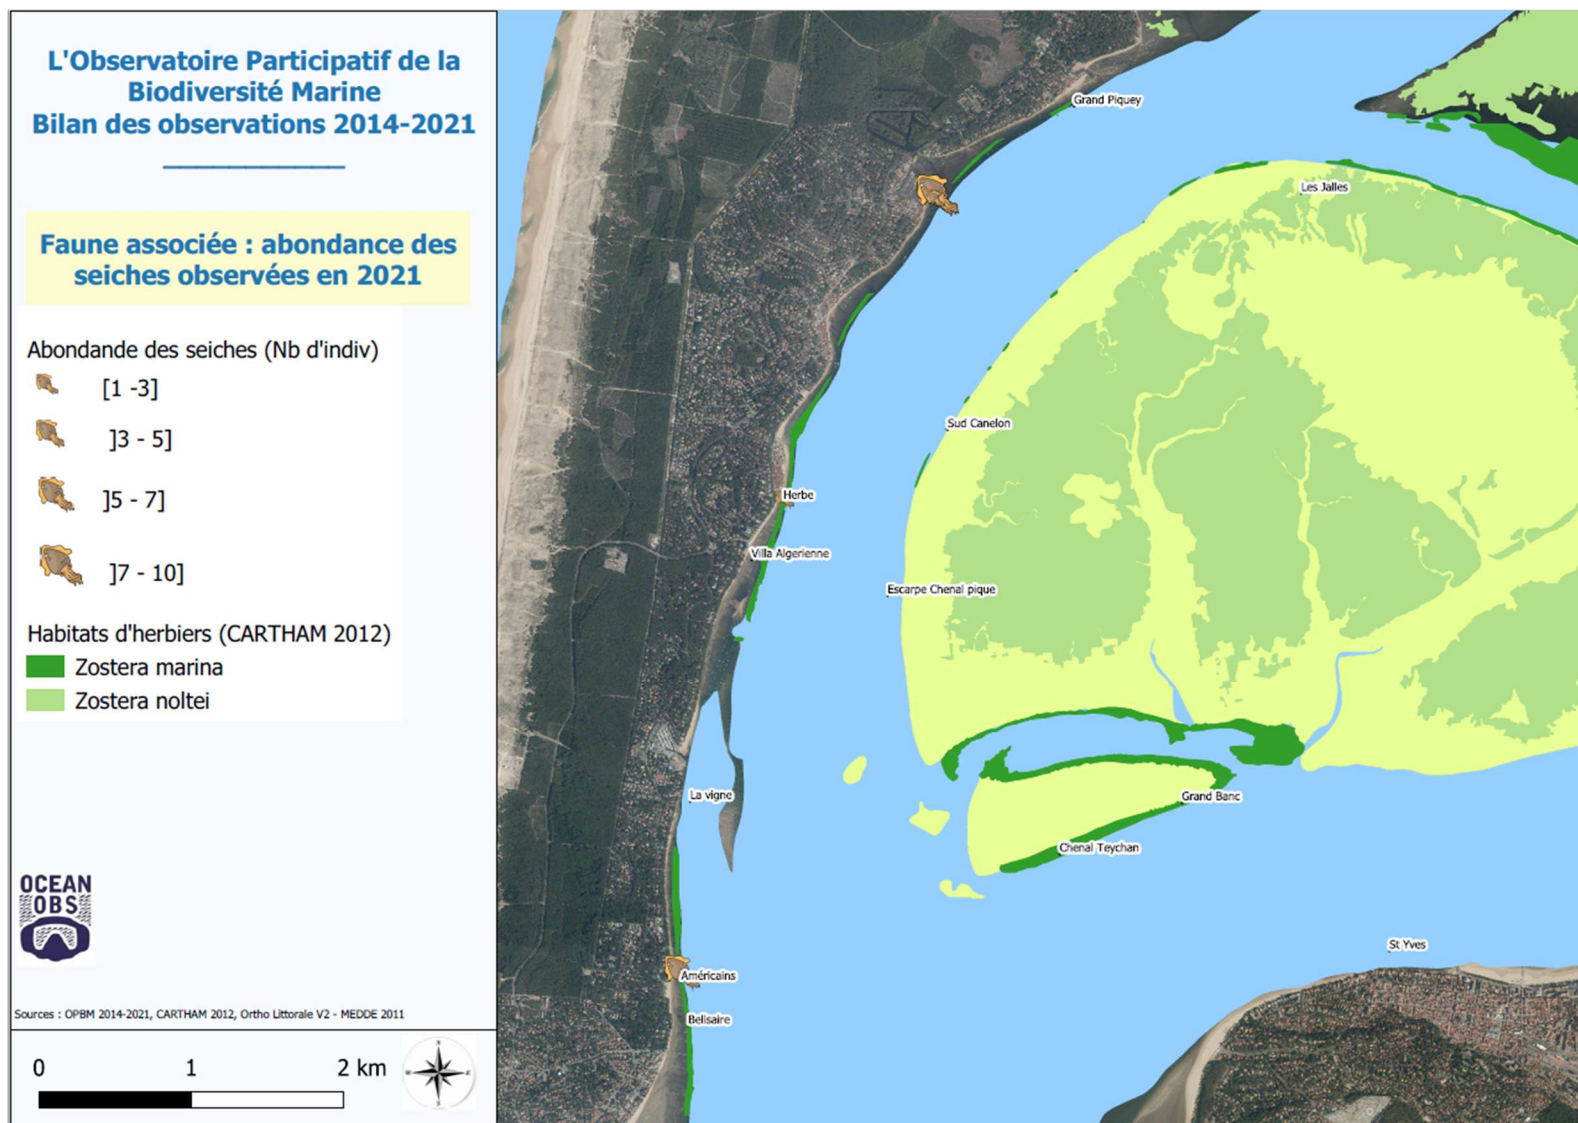 L'Observatoire Participatif de la
Biodiversité Marine
Bilan des observations 2014-2021
Faune associée : abondance des
seiches observées en 2021
Abondande des seiches (Nb d'indiv)
[1 -3]
]3 - 5]
]5 - 7]
]7 - 10]
Habitats d'herbiers (CARTHAM 2012)
Zostera marina
Zostera noltei
OCEAN
OBS
Sources : OPBM 2014-2021, CARTHAM 2012, Ortho Littorale V2 - MEDDE 2011
0 1 2 km
Grand Piquey
Les Jalles
Sud Canelon
Herbe
Villa Algerienne
Escarpe Chenal pique
La vigne
Grand Banc
Chenal Teychan
St Yves
Américains
Belisaire